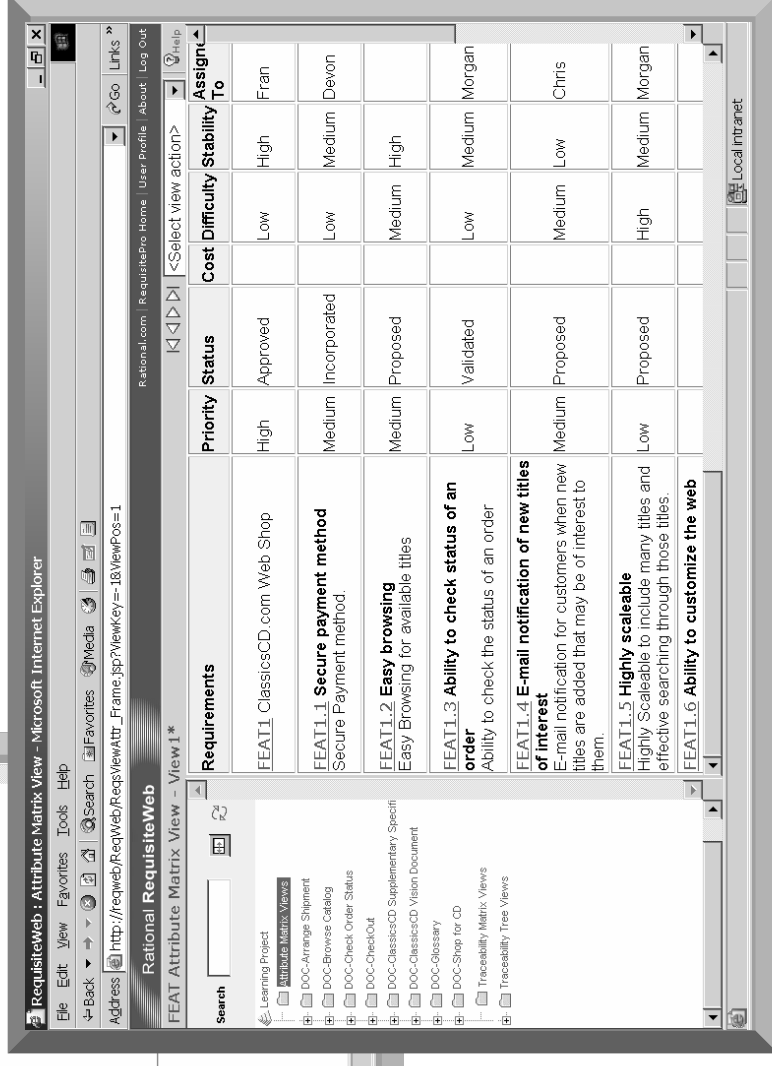 RequisiteWeb : Attribute Matrix View - Microsoft Internet Explorer
File Edit View Favorites Tools Help
Back Search Favorites Media
Address http://reqweb/ReqWeb/ReqsViewAttr_Frame.jsp?ViewKey=-1&ViewPos=1 Go Links »
Rational RequisiteWeb
Rational.com | RequisitePro Home | User Profile | About | Log Out
FEAT Attribute Matrix View - View1*
<Select view action> Help
Search
Learning Project
Attribute Matrix Views
DOC-Arrange Shipment
DOC-Browse Catalog
DOC-Check Order Status
DOC-CheckOut
DOC-ClassicsCD Supplementary Specifi
DOC-ClassicsCD Vision Document
DOC-Glossary
DOC-Shop for CD
Traceability Matrix Views
Traceability Tree Views
Requirements Priority Status Cost Difficulty Stability Assigne
To
FEAT1 ClassicsCD.com Web Shop High Approved Low High Fran
FEAT1.1 Secure payment method
Secure Payment method. Medium Incorporated Low Medium Devon
FEAT1.2 Easy browsing
Easy Browsing for available titles Medium Proposed Medium High
FEAT1.3 Ability to check status of an
order
Ability to check the status of an order Low Validated Low Medium Morgan
FEAT1.4 E-mail notification of new titles
of interest
E-mail notification for customers when new
titles are added that may be of interest to
them. Medium Proposed Medium Low Chris
FEAT1.5 Highly scaleable
Highly Scaleable to include many titles and
effective searching through those titles. Low Proposed High Medium Morgan
FEAT1.6 Ability to customize the web
Local intranet